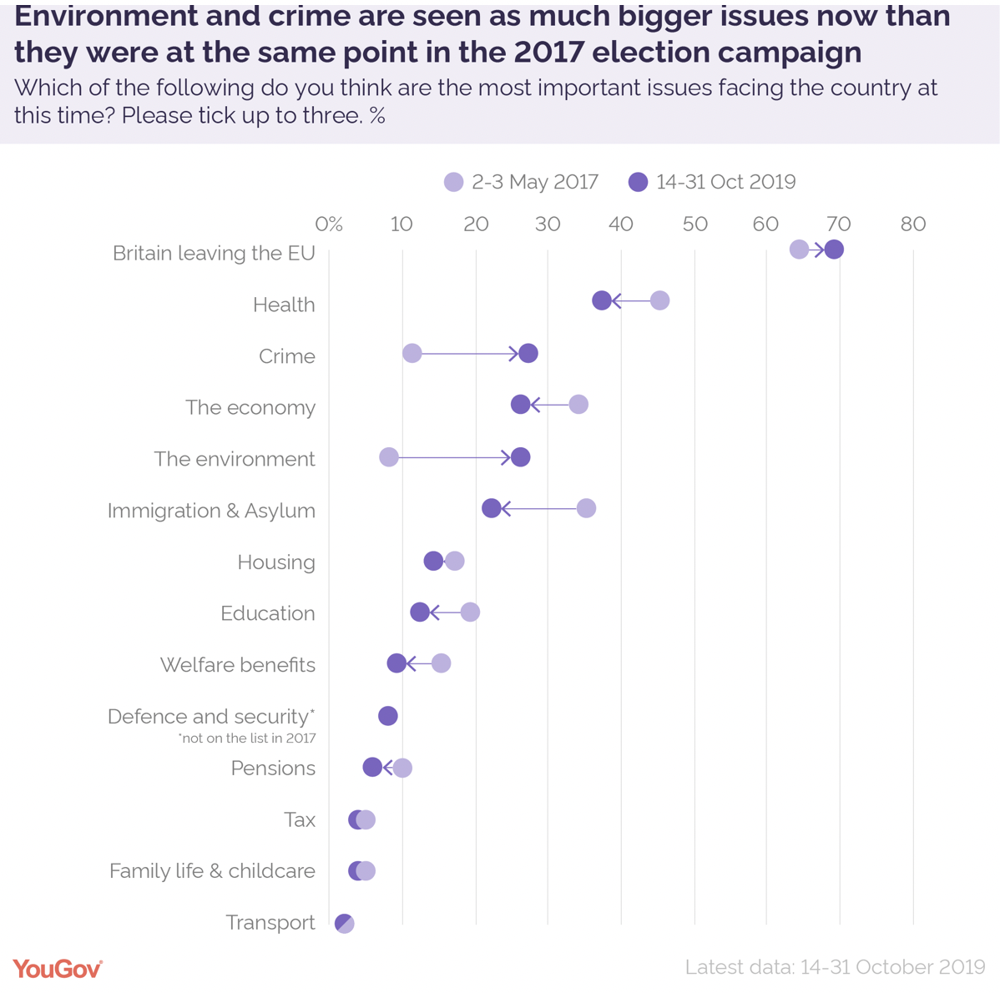 Environment and crime are seen as much bigger issues now than
they were at the same point in the 2017 election campaign
Which of the following do you think are the most important issues facing the country at
this time? Please tick up to three. %
2-3 May 2017
14-31 Oct 2019
0% 10 20 30 40 50 60 70 80
Britain leaving the EU
Health
Crime
The economy
The environment
Immigration & Asylum
Housing
Education
Welfare benefits
Defence and security*
*not on the list in 2017
Pensions
Tax
Family life & childcare
Transport
YouGov
Latest data: 14-31 October 2019